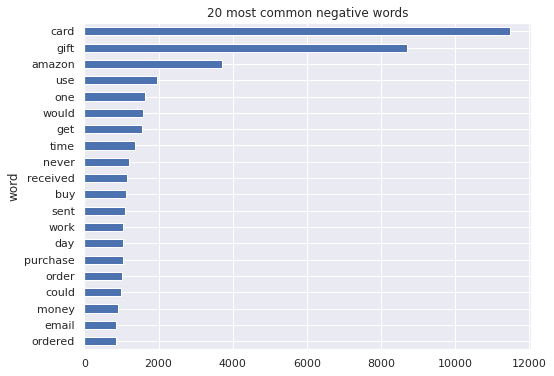 20 most common negative words
card
gift
amazon
use
one
would
get
time
never
received
buy
sent
work
day
purchase
order
could
money
email
ordered
word
0 2000 4000 6000 8000 10000 12000